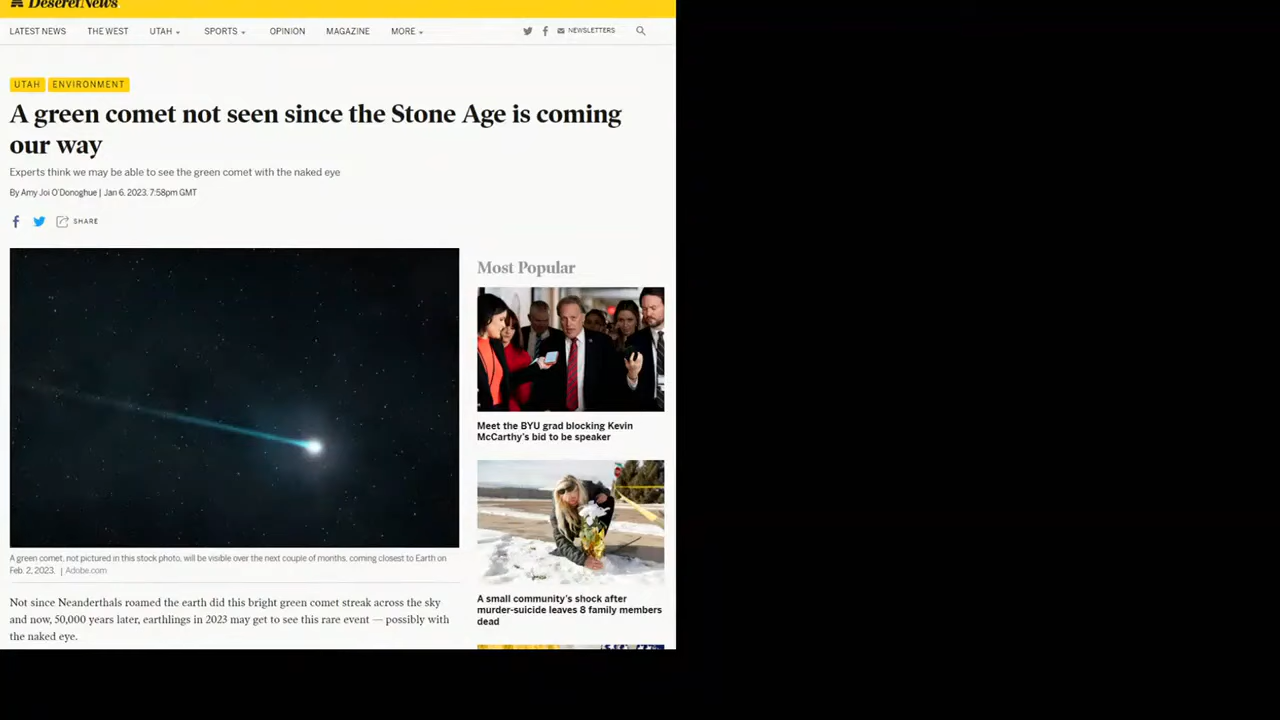 Deseret News
LATEST NEWS THE WEST UTAH SPORTS OPINION MAGAZINE MORE NEWSLETTERS
UTAH ENVIRONMENT
A green comet not seen since the Stone Age is coming
our way
Experts think we may be able to see the green comet with the naked eye
By Amy Joi O'Donoghue | Jan 6, 2023, 7:58pm GMT
SHARE
A green comet, not pictured in this stock photo, will be visible over the next couple of months, coming closest to Earth on
Feb. 2, 2023. | Adobe.com
Not since Neanderthals roamed the earth did this bright green comet streak across the sky
and now, 50,000 years later, earthlings in 2023 may get to see this rare event — possibly with
the naked eye.
Most Popular
Meet the BYU grad blocking Kevin
McCarthy's bid to be speaker
A small community's shock after
murder-suicide leaves 8 family members
dead